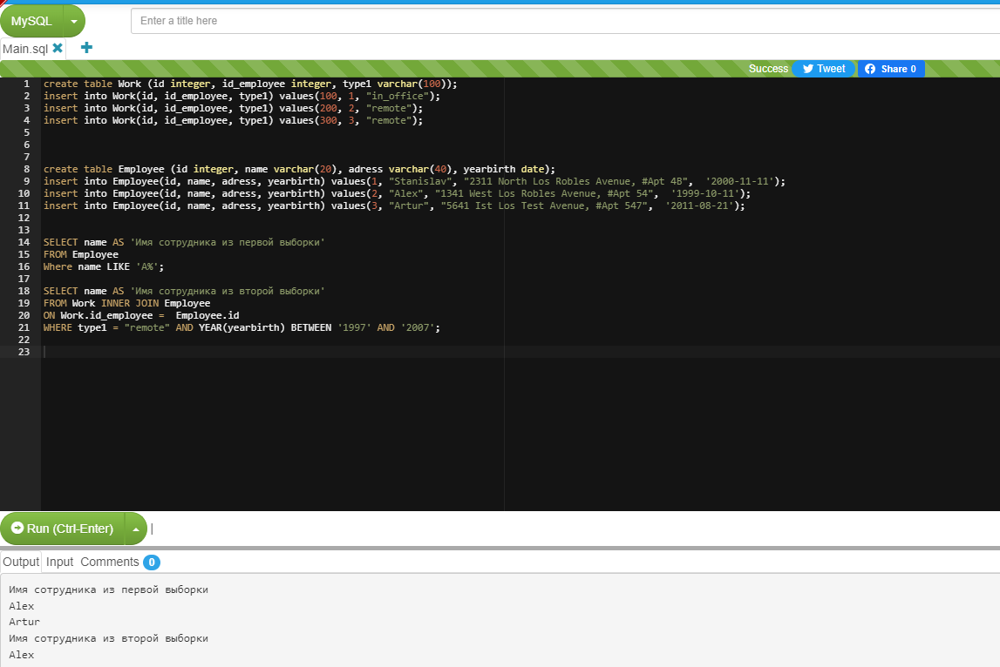 MySQL
Enter a title here
Main.sql
Success Tweet Share 0
1 create table Work (id integer, id_employee integer, type1 varchar(100));
2 insert into Work(id, id_employee, type1) values(100, 1, "in_office");
3 insert into Work(id, id_employee, type1) values(200, 2, "remote");
4 insert into Work(id, id_employee, type1) values(300, 3, "remote");
5
6
7
8 create table Employee (id integer, name varchar(20), adress varchar(40), yearbirth date);
9 insert into Employee(id, name, adress, yearbirth) values(1, "Stanislav", "2311 North Los Robles Avenue, #Apt 4B",  '2000-11-11');
10 insert into Employee(id, name, adress, yearbirth) values(2, "Alex", "1341 West Los Robles Avenue, #Apt 54",  '1999-10-11');
11 insert into Employee(id, name, adress, yearbirth) values(3, "Artur", "5641 Ist Los Test Avenue, #Apt 547",  '2011-08-21');
12
13
14 SELECT name AS 'Имя сотрудника из первой выборки'
15 FROM Employee
16 Where name LIKE 'A%';
17
18 SELECT name AS 'Имя сотрудника из второй выборки'
19 FROM Work INNER JOIN Employee
20 ON Work.id_employee =  Employee.id
21 WHERE type1 = "remote" AND YEAR(yearbirth) BETWEEN '1997' AND '2007';
22
23
Run (Ctrl-Enter)
Output Input Comments 0
Имя сотрудника из первой выборки
Alex
Artur
Имя сотрудника из второй выборки
Alex